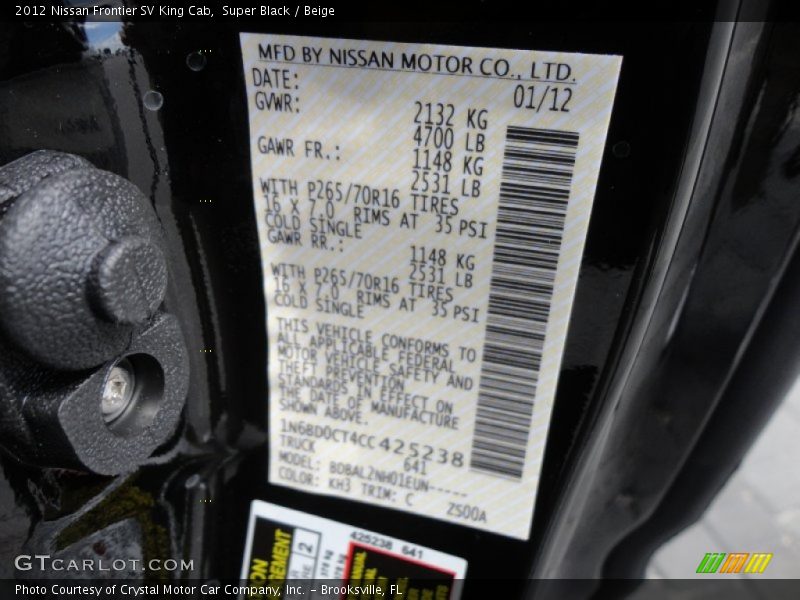 2012 Nissan Frontier SV King Cab,  Super Black / Beige
MFD BY NISSAN MOTOR CO., LTD.
DATE: 01/12
GVWR: 2132 KG
4700 LB
GAWR FR.: 1148 KG
2531 LB
WITH P265/70R16 TIRES
16 X 7.0 RIMS AT 35 PSI
COLD SINGLE
GAWR RR.: 1148 KG
2531 LB
WITH P265/70R16 TIRES
16 X 7.0 RIMS AT 35 PSI
COLD SINGLE
THIS VEHICLE CONFORMS TO
ALL APPLICABLE FEDERAL
MOTOR VEHICLE SAFETY AND
THEFT PREVENTION
STANDARDS IN EFFECT ON
THE DATE OF MANUFACTURE
SHOWN ABOVE.
1N6BD0CT4CC425238
TRUCK 641
MODEL: BDBAL2NH01EUN-----
COLOR: KH3 TRIM: C ZS00A
425238 641
GTCARLOT.COM
Photo Courtesy of Crystal Motor Car Company, Inc. – Brooksville, FL